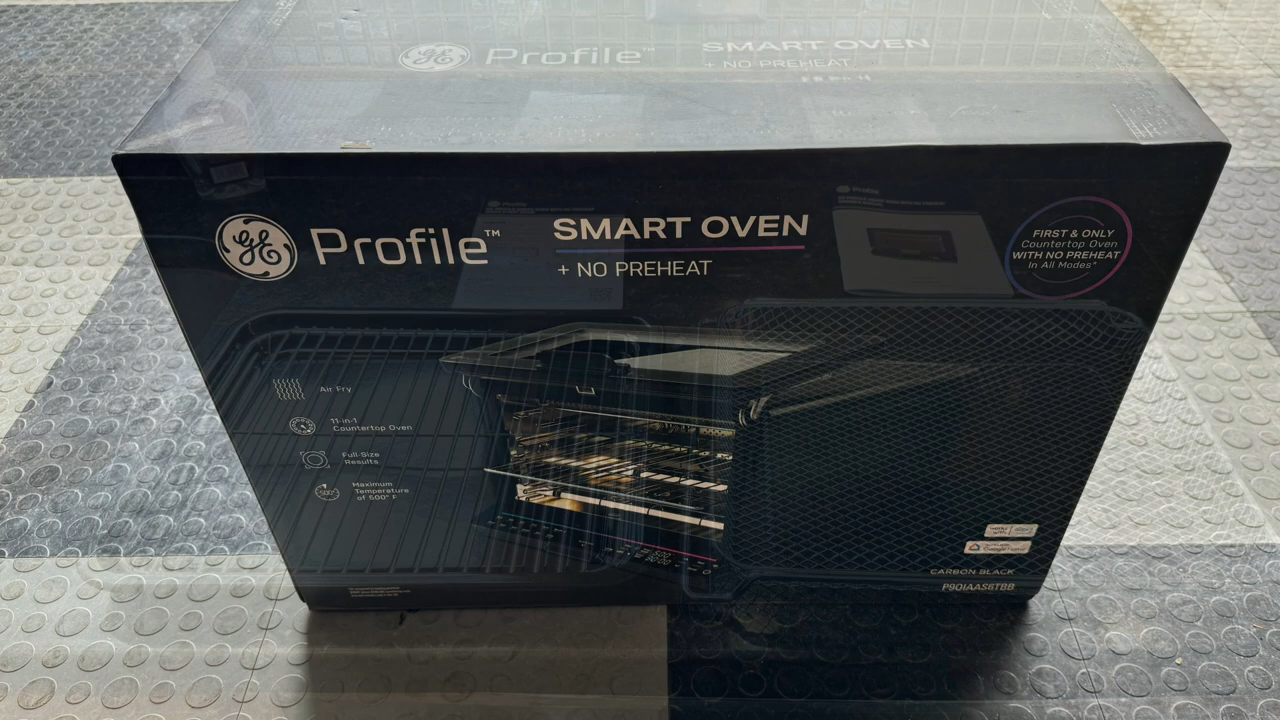 GE Profile™
SMART OVEN
+ NO PREHEAT
GE Profile™
SMART OVEN
+ NO PREHEAT
FIRST & ONLY
Countertop Oven
WITH NO PREHEAT
In All Modes*
Air Fry
11-in-1
Countertop Oven
Full-Size
Results
Maximum
Temperature
of 500° F
CARBON BLACK
P9OIAAS6TBB